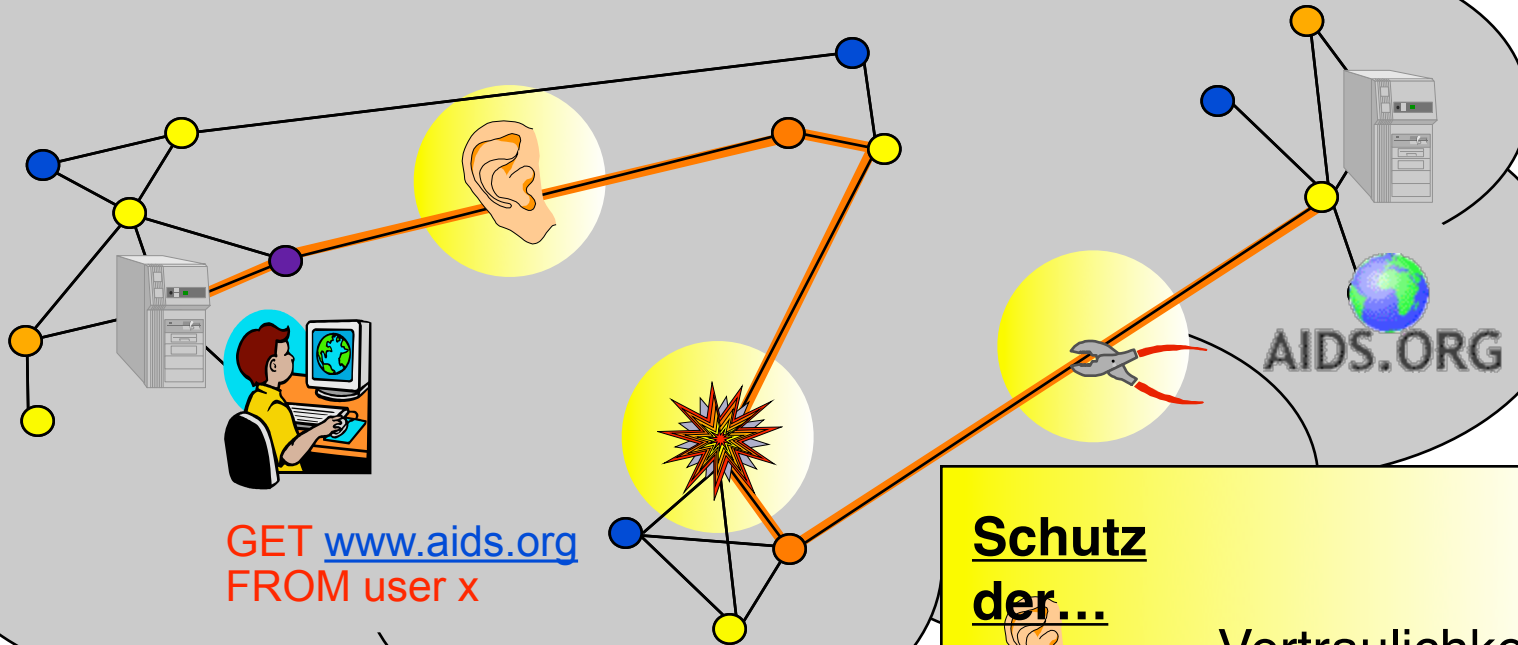 AIDS.ORG
GET www.aids.org
FROM user x
Schutz
der…